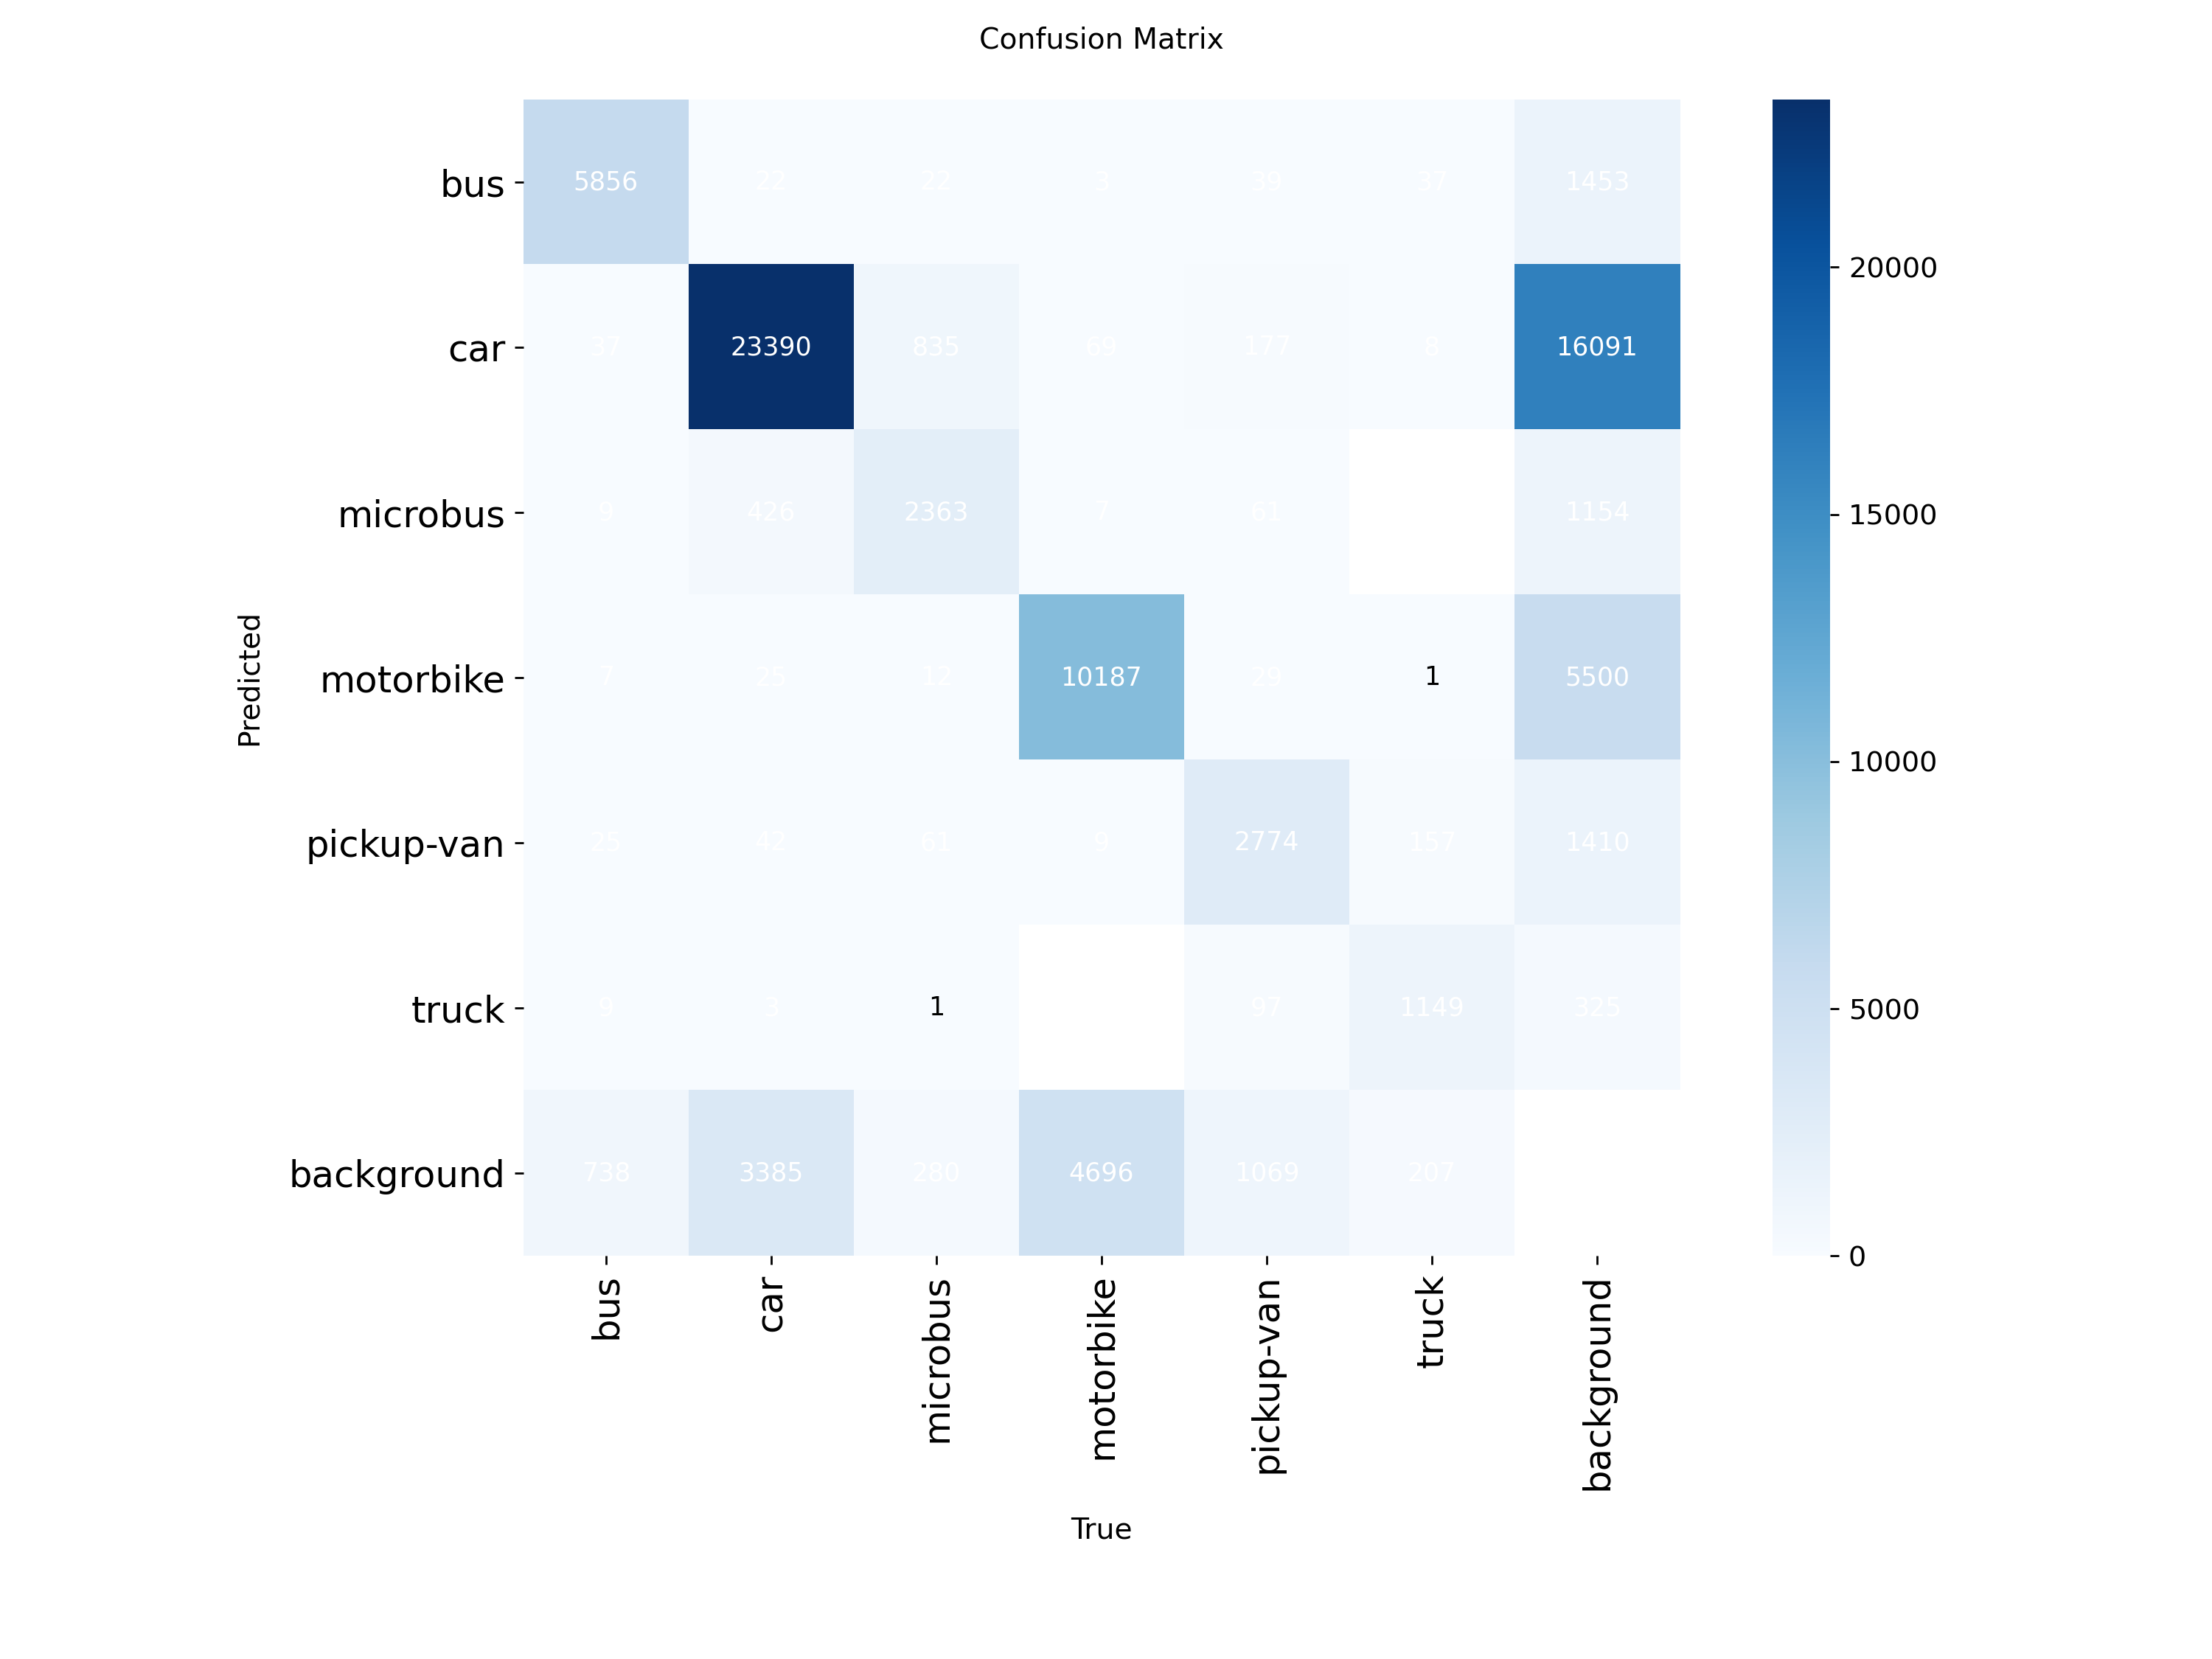 Confusion Matrix
bus 5856 22 22 3 39 37 1453
car 37 23390 835 69 177 8 16091
microbus 9 426 2363 7 61 1154
motorbike 7 25 12 10187 29 1 5500
pickup-van 25 42 61 9 2774 157 1410
truck 9 3 1 97 1149 325
background 738 3385 280 4696 1069 207
Predicted
bus car microbus motorbike pickup-van truck background
True
20000
15000
10000
5000
0